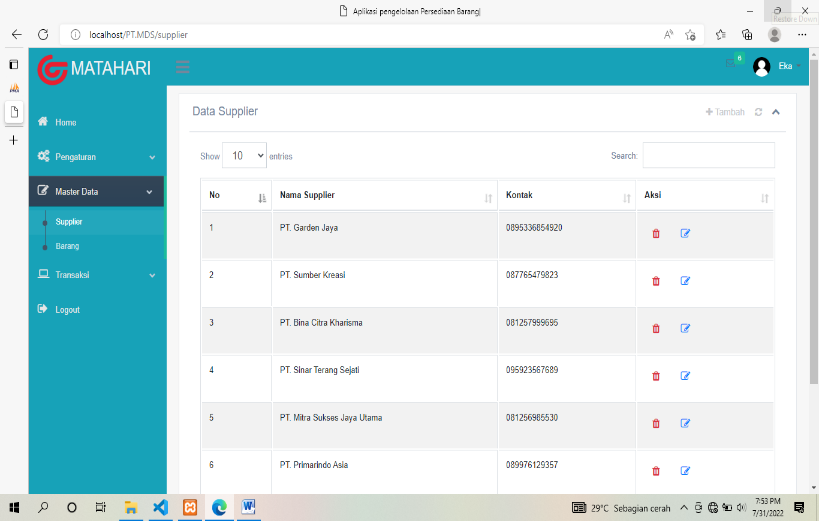 Aplikasi pengelolaan Persediaan Barang
Restore Down
localhost/PT.MDS/supplier
MATAHARI
6
Eka
Home
Pengaturan
Master Data
Supplier
Barang
Transaksi
Logout
Data Supplier
Tambah
Show 10 entries
Search:
No Nama Supplier Kontak Aksi
1 PT. Garden Jaya 0895336854920
2 PT. Sumber Kreasi 087765479823
3 PT. Bina Citra Kharisma 081257999695
4 PT. Sinar Terang Sejati 095923567689
5 PT. Mitra Sukses Jaya Utama 081256985530
6 PT. Primarindo Asia 089976129357
29°C Sebagian cerah
7:53 PM
7/31/2022